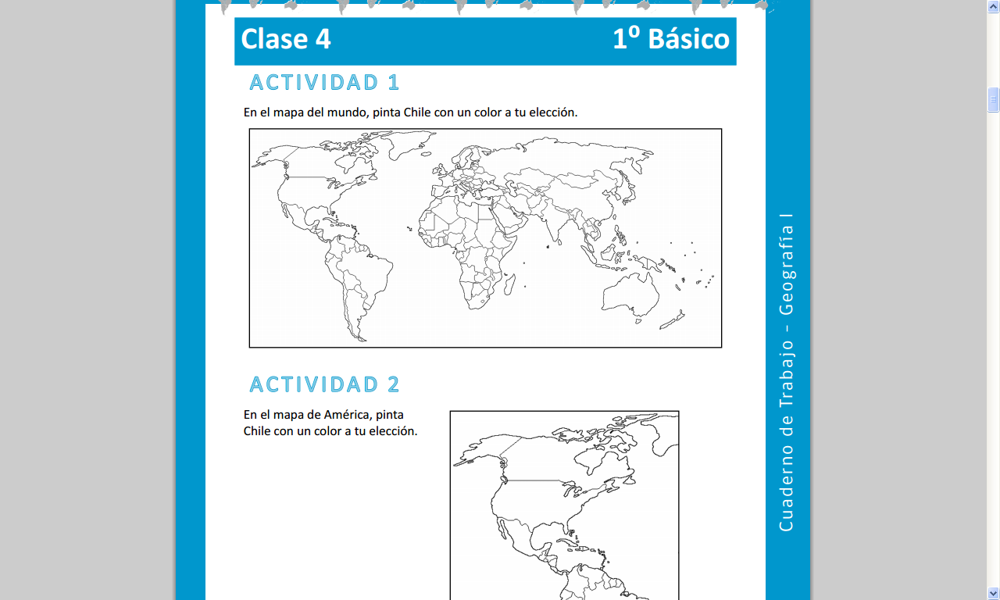 Clase 4
1º Básico
ACTIVIDAD 1
En el mapa del mundo, pinta Chile con un color a tu elección.
ACTIVIDAD 2
En el mapa de América, pinta
Chile con un color a tu elección.
Cuaderno de Trabajo – Geografía I